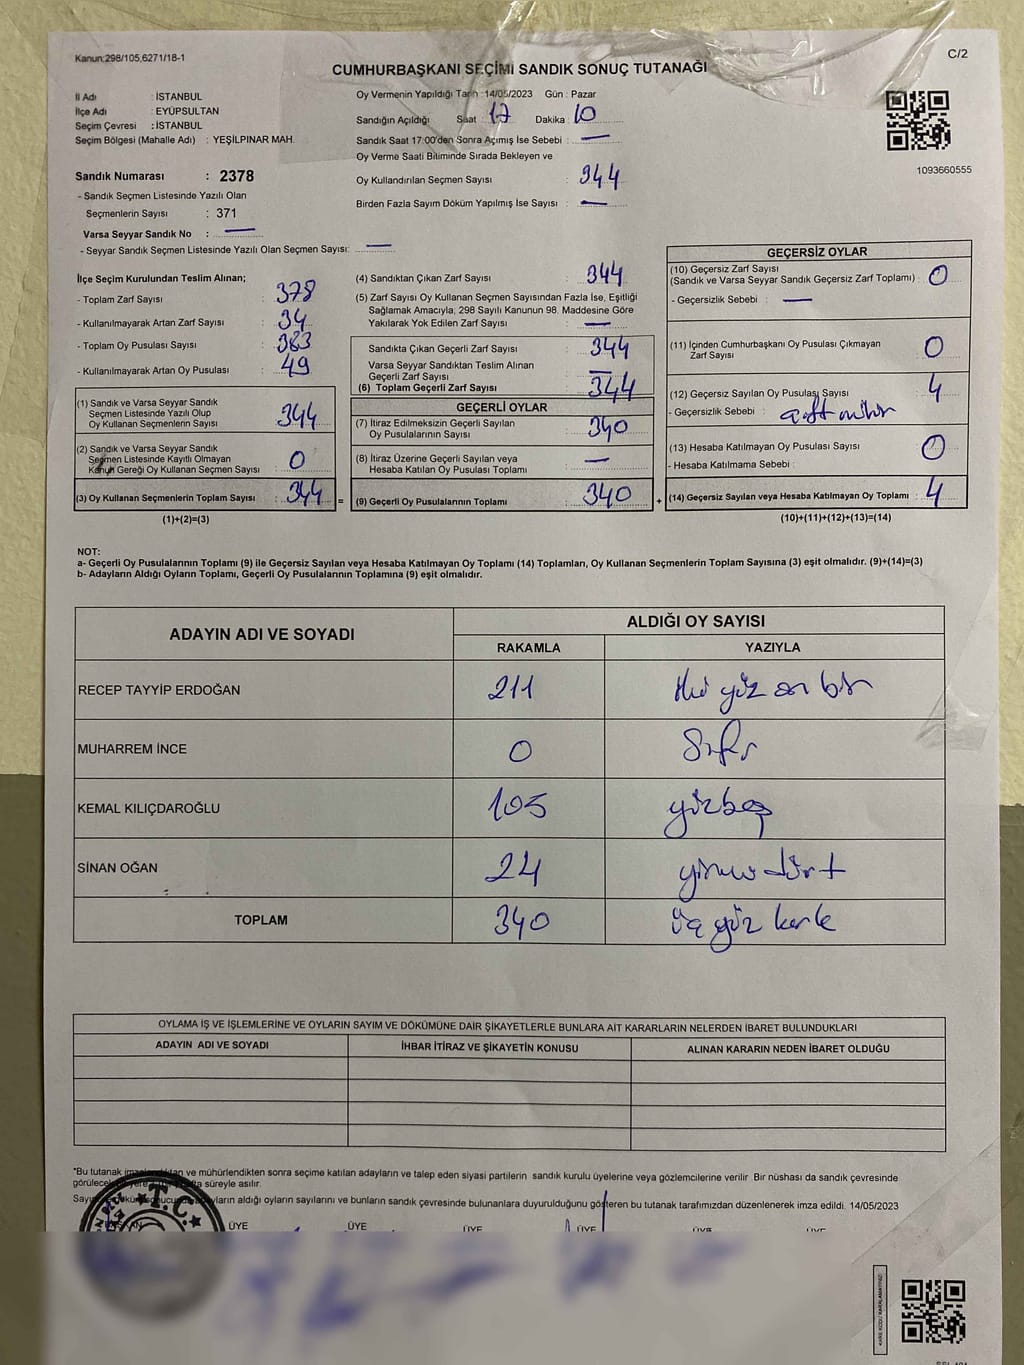 Kanun:298/105,6271/18-1
C/2
CUMHURBAŞKANI SEÇİMİ SANDIK SONUÇ TUTANAĞI
İl Adı : İSTANBUL
İlçe Adı : EYÜPSULTAN
Seçim Çevresi : İSTANBUL
Seçim Bölgesi (Mahalle Adı) : YEŞİLPINAR MAH.
Sandık Numarası : 2378
- Sandık Seçmen Listesinde Yazılı Olan
Seçmenlerin Sayısı : 371
Varsa Seyyar Sandık No : —
- Seyyar Sandık Seçmen Listesinde Yazılı Olan Seçmen Sayısı: —
Oy Vermenin Yapıldığı Tarih :14/05/2023 Gün : Pazar
Sandığın Açıldığı Saat : 17 Dakika : 10
Sandık Saat 17:00'den Sonra Açımış İse Sebebi : —
Oy Verme Saati Bitiminde Sırada Bekleyen ve
Oy Kullandırılan Seçmen Sayısı : 344
Birden Fazla Sayım Döküm Yapılmış İse Sayısı : —
1093660555
İlçe Seçim Kurulundan Teslim Alınan;
- Toplam Zarf Sayısı : 378
- Kullanılmayarak Artan Zarf Sayısı : 34
- Toplam Oy Pusulası Sayısı : 383
- Kullanılmayarak Artan Oy Pusulası : 49
(1) Sandık ve Varsa Seyyar Sandık
Seçmen Listesinde Yazılı Olup
Oy Kullanan Seçmenlerin Sayısı : 344
(2) Sandık ve Varsa Seyyar Sandık
Seçmen Listesinde Kayıtlı Olmayan
Kanun Gereği Oy Kullanan Seçmen Sayısı : 0
(3) Oy Kullanan Seçmenlerin Toplam Sayısı : 344
(1)+(2)=(3)
=
(4) Sandıktan Çıkan Zarf Sayısı : 344
(5) Zarf Sayısı Oy Kullanan Seçmen Sayısından Fazla İse, Eşitliği
Sağlamak Amacıyla; 298 Sayılı Kanunun 98. Maddesine Göre
Yakılarak Yok Edilen Zarf Sayısı : —
Sandıkta Çıkan Geçerli Zarf Sayısı : 344
Varsa Seyyar Sandıktan Teslim Alınan
Geçerli Zarf Sayısı : —
(6) Toplam Geçerli Zarf Sayısı : 344
GEÇERLİ OYLAR
(7) İtiraz Edilmeksizin Geçerli Sayılan
Oy Pusulalarının Sayısı : 340
(8) İtiraz Üzerine Geçerli Sayılan veya
Hesaba Katılan Oy Pusulası Toplamı : —
(9) Geçerli Oy Pusulalarının Toplamı : 340
+
GEÇERSİZ OYLAR
(10) Geçersiz Zarf Sayısı
(Sandık ve Varsa Seyyar Sandık Geçersiz Zarf Toplamı) : 0
- Geçersizlik Sebebi : —
(11) İçinden Cumhurbaşkanı Oy Pusulası Çıkmayan
Zarf Sayısı : 0
(12) Geçersiz Sayılan Oy Pusulası Sayısı : 4
- Geçersizlik Sebebi :
(13) Hesaba Katılmayan Oy Pusulası Sayısı : 0
- Hesaba Katılmama Sebebi :
(14) Geçersiz Sayılan veya Hesaba Katılmayan Oy Toplamı : 4
(10)+(11)+(12)+(13)=(14)
NOT:
a- Geçerli Oy Pusulalarının Toplamı (9) ile Geçersiz Sayılan veya Hesaba Katılmayan Oy Toplamı (14) Toplamları, Oy Kullanan Seçmenlerin Toplam Sayısına (3) eşit olmalıdır. (9)+(14)=(3)
b- Adayların Aldığı Oyların Toplamı, Geçerli Oy Pusulalarının Toplamına (9) eşit olmalıdır.
ADAYIN ADI VE SOYADI
ALDIĞI OY SAYISI
RAKAMLA YAZIYLA
RECEP TAYYİP ERDOĞAN 211 iki yüz on bir
MUHARREM İNCE 0 Sıfır
KEMAL KILIÇDAROĞLU 105 yüzbeş
SİNAN OĞAN 24 yirmi dört
TOPLAM 340 üç yüz kırk
OYLAMA İŞ VE İŞLEMLERİNE VE OYLARIN SAYIM VE DÖKÜMÜNE DAİR ŞİKAYETLERLE BUNLARA AİT KARARLARIN NELERDEN İBARET BULUNDUKLARI
ADAYIN ADI VE SOYADI İHBAR İTİRAZ VE ŞİKAYETİN KONUSU ALINAN KARARIN NEDEN İBARET OLDUĞU
*Bu tutanak imzalandıktan ve mühürlendikten sonra seçime katılan adayların ve talep eden siyasi partilerin sandık kurulu üyelerine veya gözlemcilerine verilir Bir nüshası da sandık çevresinde
görülecek bir yere hafta süreyle asılır.
Sayım döküm sonucunda adayların aldığı oyların sayılarını ve bunların sandık çevresinde bulunanlara duyurulduğunu gösteren bu tutanak tarafımızdan düzenlenerek imza edildi. 14/05/2023
BAŞKAN ÜYE ÜYE ÜYE ÜYE ÜYE ÜYE
T.C.